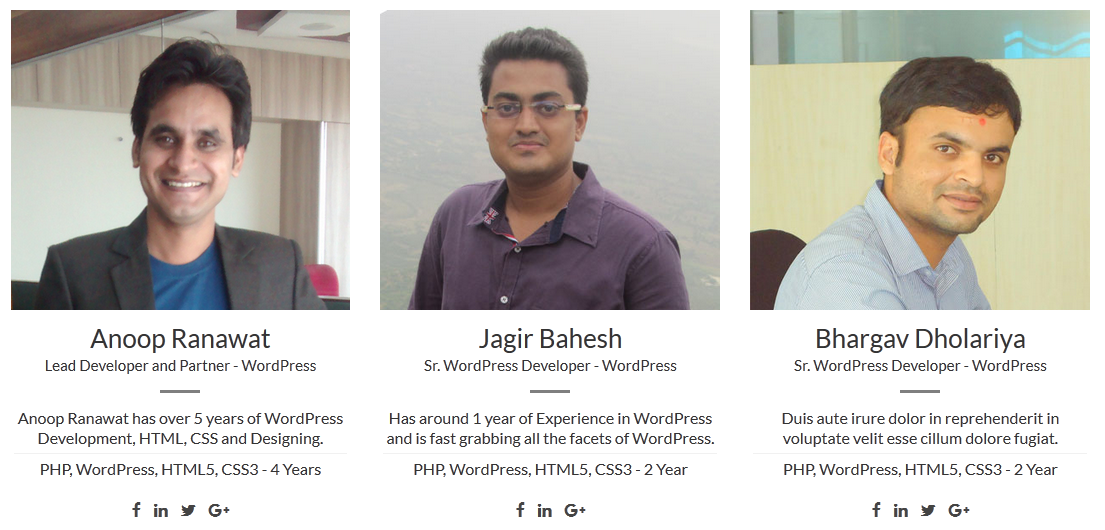 Anoop Ranawat
Lead Developer and Partner - WordPress
Anoop Ranawat has over 5 years of WordPress
Development, HTML, CSS and Designing.
PHP, WordPress, HTML5, CSS3 - 4 Years
Jagir Bahesh
Sr. WordPress Developer - WordPress
Has around 1 year of Experience in WordPress
and is fast grabbing all the facets of WordPress.
PHP, WordPress, HTML5, CSS3 - 2 Year
Bhargav Dholariya
Sr. WordPress Developer - WordPress
Duis aute irure dolor in reprehenderit in
voluptate velit esse cillum dolore fugiat.
PHP, WordPress, HTML5, CSS3 - 2 Year